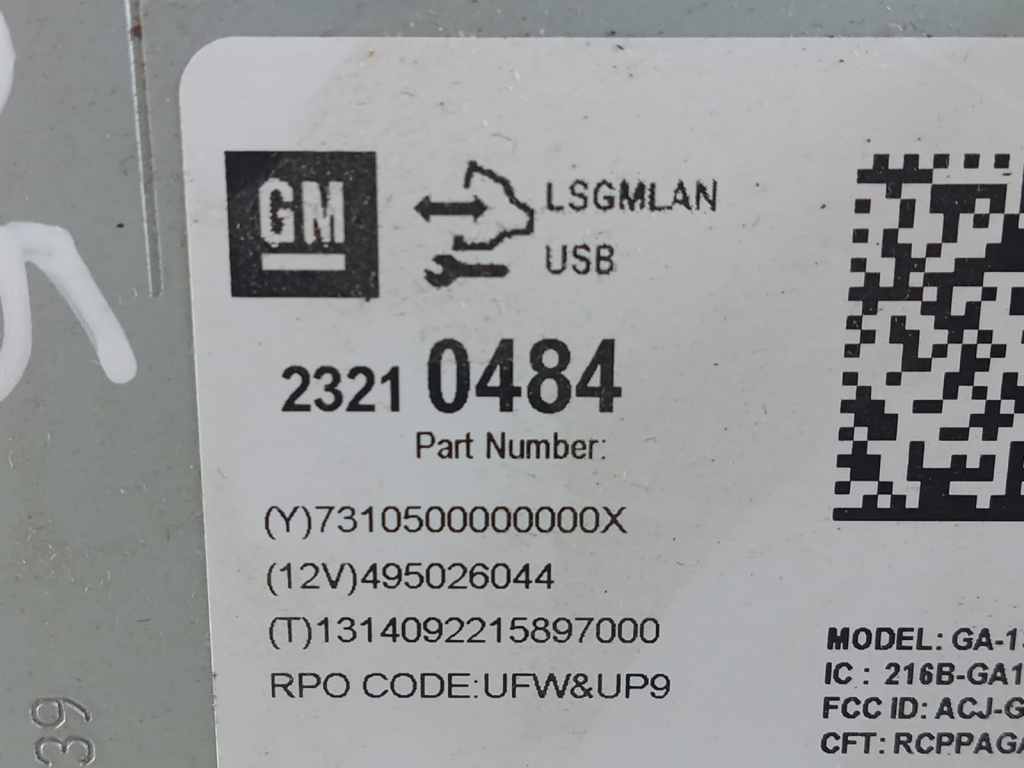 GM
LSGMLAN
USB
2321 0484
Part Number:
(Y)7310500000000X
(12V)495026044
(T)1314092215897000
RPO CODE:UFW&UP9
MODEL: GA-1
IC : 216B-GA1
FCC ID: ACJ-G
CFT: RCPPAGA
39